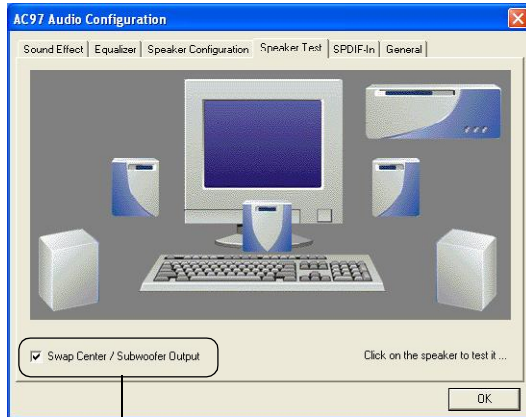 AC97 Audio Configuration
Sound Effect Equalizer Speaker Configuration Speaker Test SPDIF-In General
Swap Center / Subwoofer Output Click on the speaker to test it ...
OK